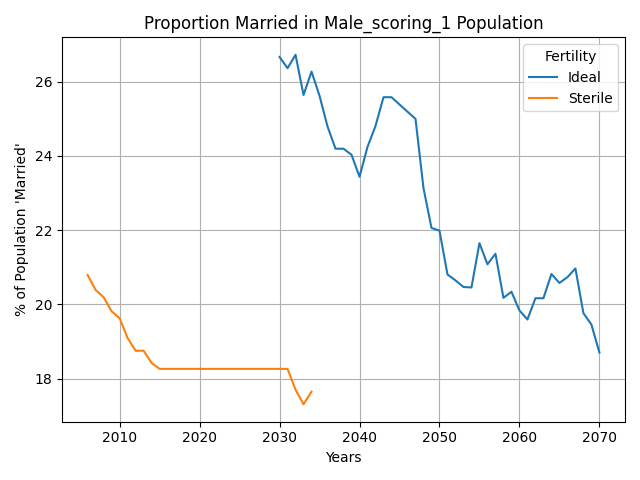 Proportion Married in Male_scoring_1 Population
% of Population 'Married'
26
24
22
20
18
Fertility
Ideal
Sterile
2010 2020 2030 2040 2050 2060 2070
Years